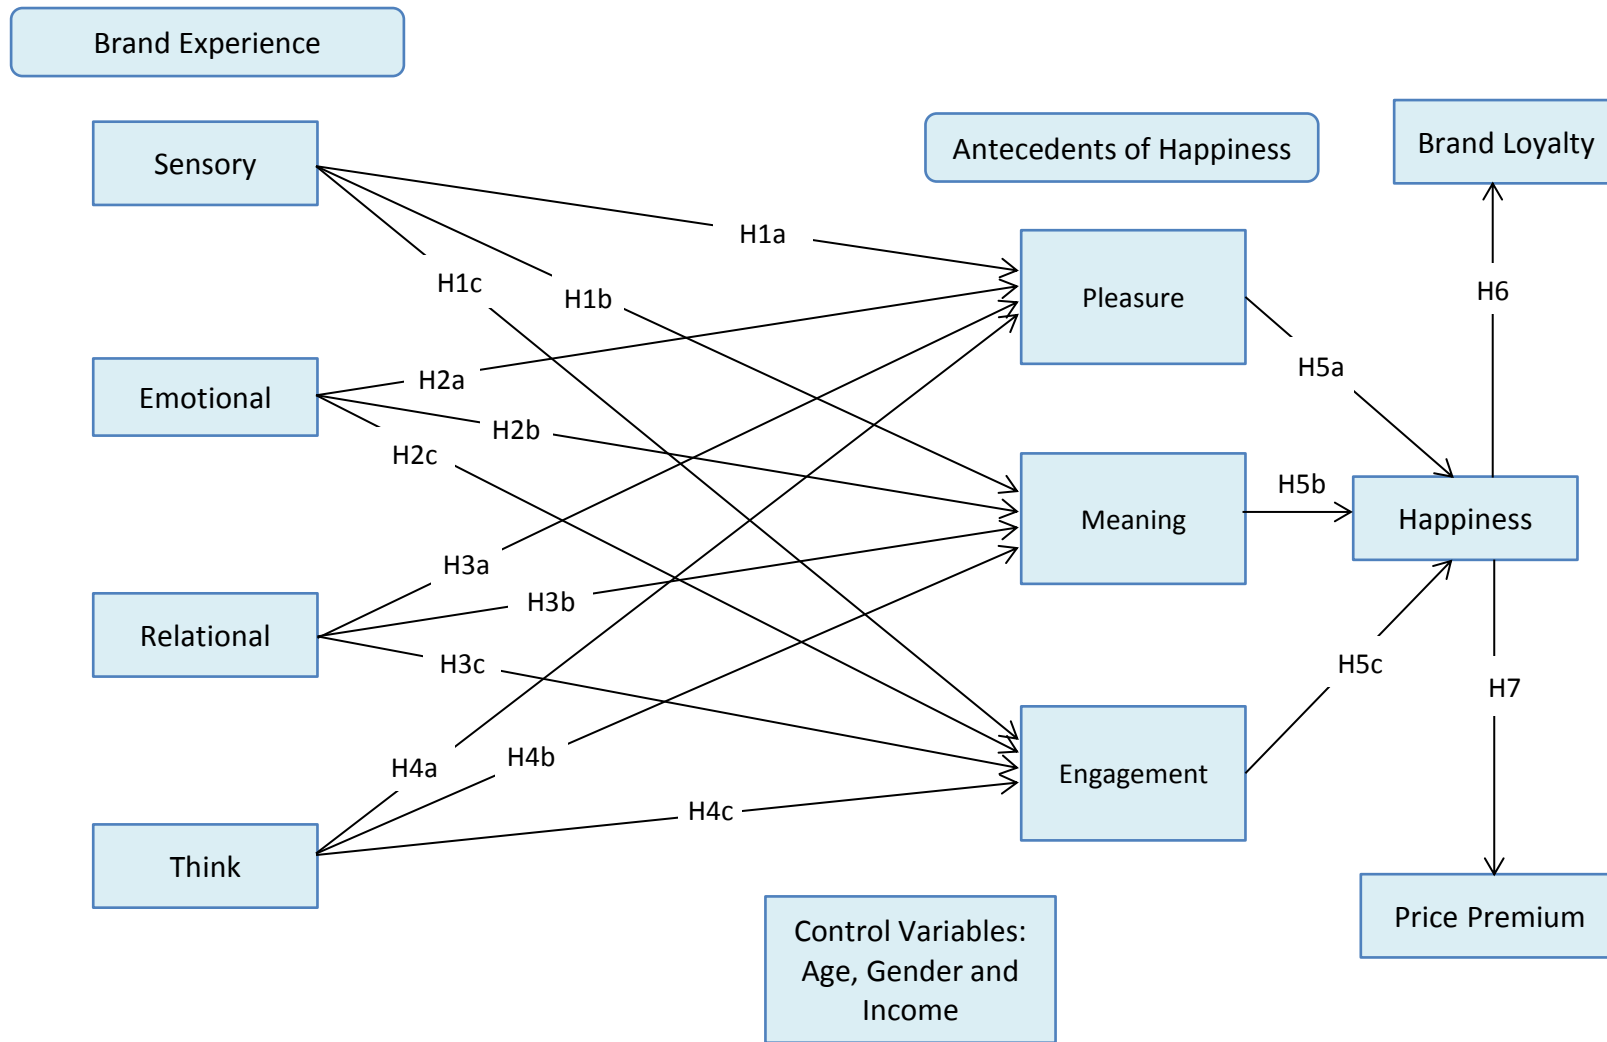 Brand Experience
Sensory
Antecedents of Happiness
Brand Loyalty
H1a
H1c
H1b
Pleasure
H6
Emotional
H2a
H5a
H2b
H2c
H5b
Meaning
Happiness
H3a
H3b
Relational
H3c
H5c
H7
H4b
H4a
Engagement
H4c
Think
Price Premium
Control Variables:
Age, Gender and
Income